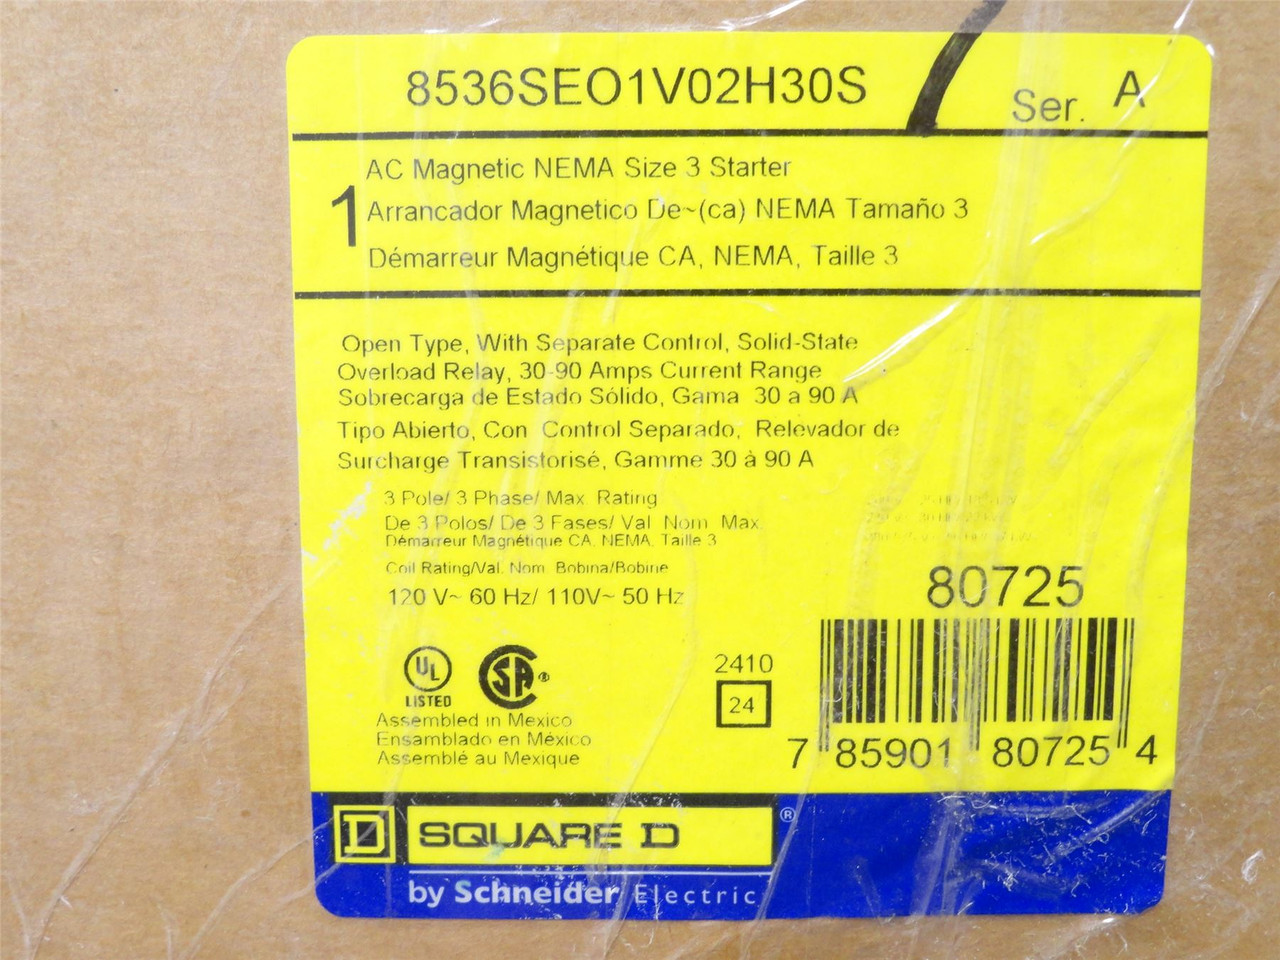 8536SEO1V02H30S
Ser. A
1
AC Magnetic NEMA Size 3 Starter
Arrancador Magnetico De~(ca) NEMA Tamaño 3
Démarreur Magnétique CA, NEMA, Taille 3
Open Type, With Separate Control, Solid-State
Overload Relay, 30-90 Amps Current Range
Sobrecarga de Estado Sólido, Gama 30 a 90 A
Tipo Abierto, Con Control Separado, Relevador de
Surcharge Transistorisé, Gamme 30 à 90 A
3 Pole/ 3 Phase/ Max. Rating
De 3 Polos/ De 3 Fases/ Val. Nom. Max.
Démarreur Magnétique CA, NEMA, Taille 3
Coil Rating/Val. Nom. Bobina/Bobine
120 V~ 60 Hz/ 110V~ 50 Hz
80725
UL
LISTED
SA ®
2410
24
Assembled in Mexico
Ensamblado en México
Assemblé au Mexique
7 85901 80725 4
D SQUARE D ®
by Schneider Electric